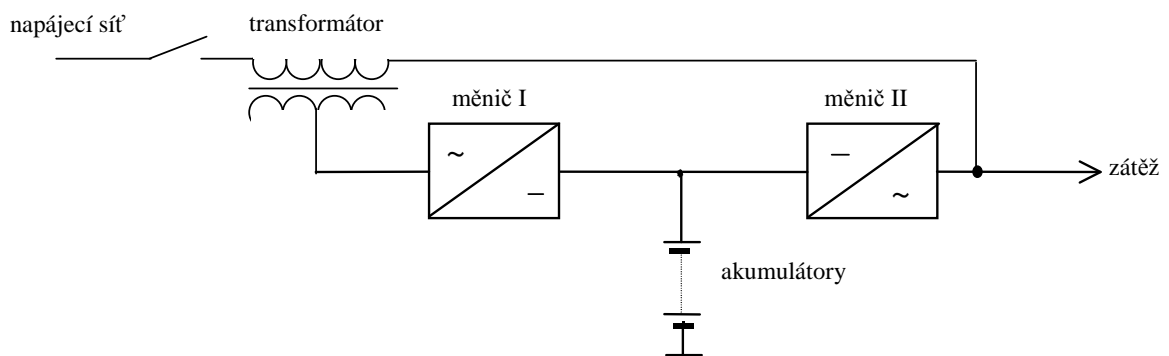 napájecí síť
transformátor
měnič I
měnič II
~
–
–
~
zátěž
akumulátory